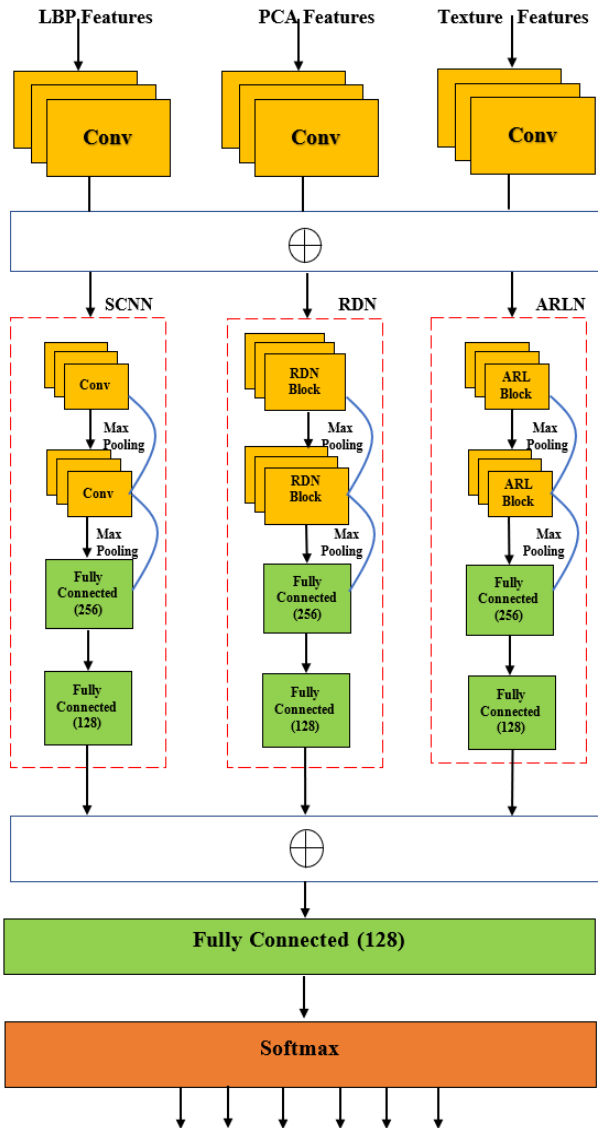 LBP Features
PCA Features
Texture Features
Conv
Conv
Conv
SCNN
RDN
ARLN
Conv
Max
Pooling
Conv
Max
Pooling
Fully
Connected
(256)
Fully
Connected
(128)
RDN
Block
Max
Pooling
RDN
Block
Max
Pooling
Fully
Connected
(256)
Fully
Connected
(128)
ARL
Block
Max
Pooling
ARL
Block
Max
Pooling
Fully
Connected
(256)
Fully
Connected
(128)
Fully Connected (128)
Softmax